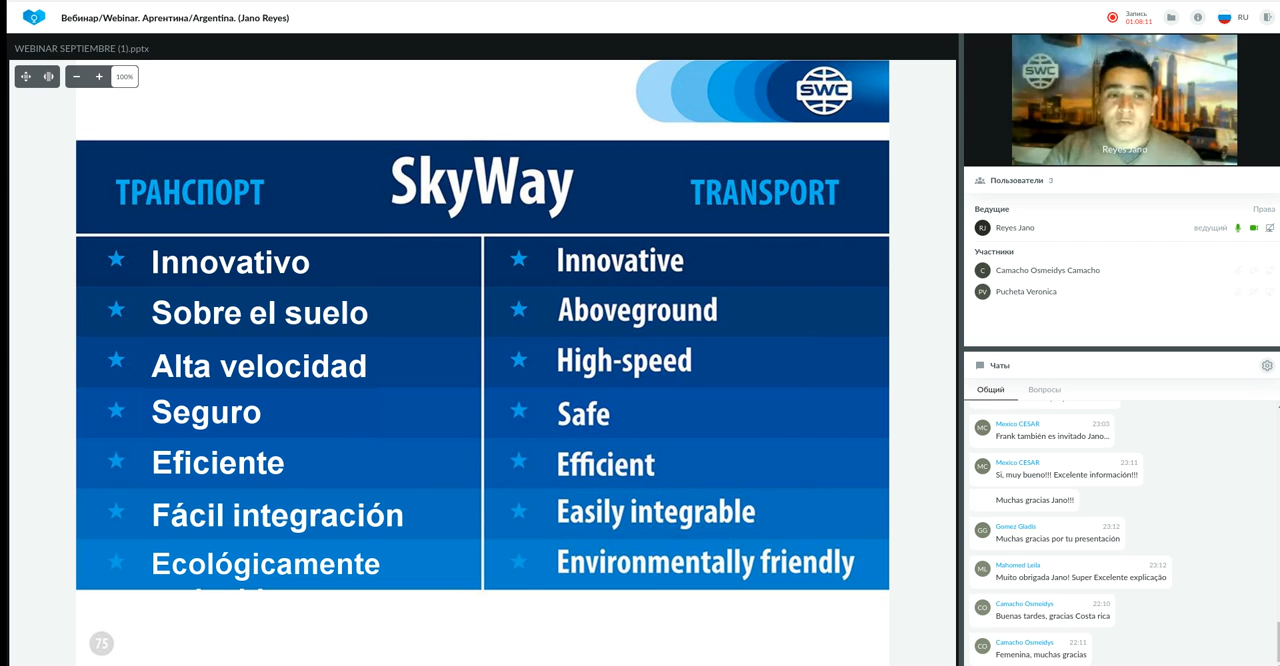 Вебинар/Webinar. Аргентина/Argentina. (Jano Reyes)
Запись
01:08:11
RU
WEBINAR SEPTIEMBRE (1).pptx
100%
SWC
ТРАНСПОРТ
SkyWay
TRANSPORT
Innovativo
Innovative
Sobre el suelo
Aboveground
Alta velocidad
High-speed
Seguro
Safe
Eficiente
Efficient
Fácil integración
Easily integrable
Ecológicamente
Environmentally friendly
75
SWC
Reyes Jano
Пользователи 3
Ведущие
Права
RJ
Reyes Jano
ведущий
Участники
C
Camacho Osmeidys Camacho
PV
Pucheta Veronica
Чаты
Общий
Вопросы
MC
Mexico CESAR
23:03
Frank también es invitado Jano...
MC
Mexico CESAR
23:11
Si, muy bueno!!! Excelente información!!!
Muchas gracias Jano!!!
GG
Gomez Gladis
23:12
Muchas gracias por tu presentación
ML
Mahomed Leila
23:12
Muito obrigada Jano! Super Excelente explicação
CO
Camacho Osmeidys
22:10
Buenas tardes, gracias Costa rica
CO
Camacho Osmeidys
22:11
Femenina, muchas gracias